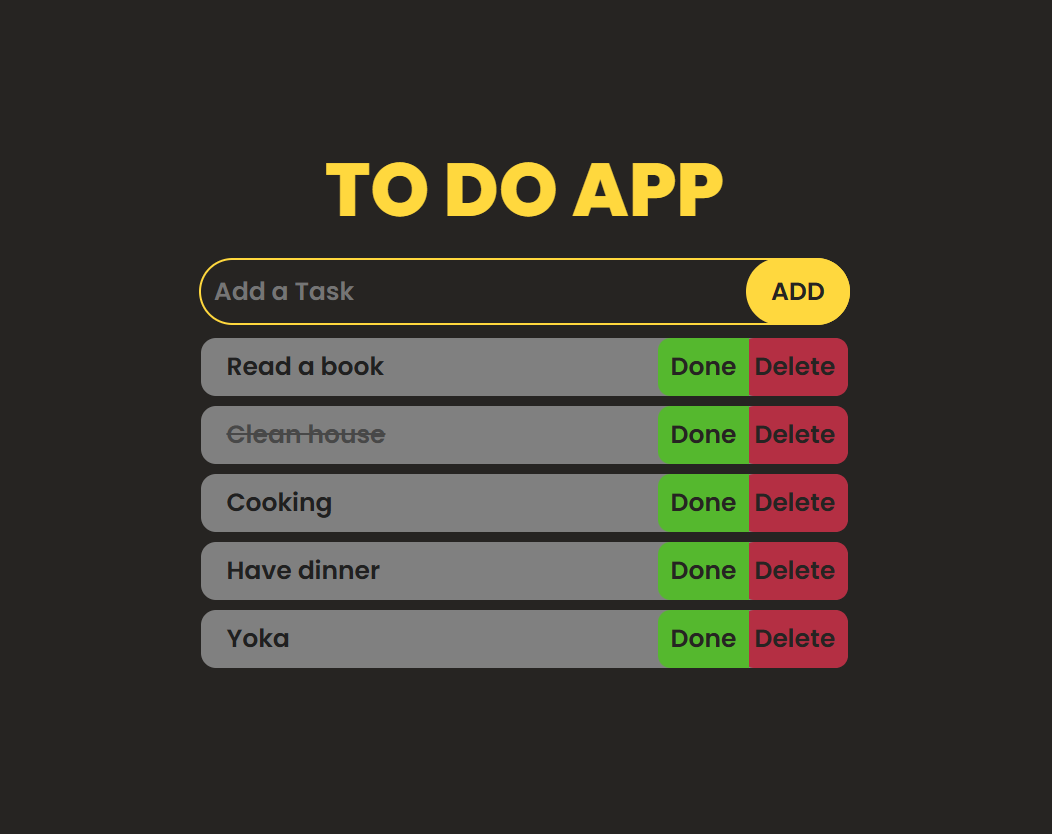 TO DO APP
Add a Task ADD
Read a book Done Delete
Clean house Done Delete
Cooking Done Delete
Have dinner Done Delete
Yoka Done Delete